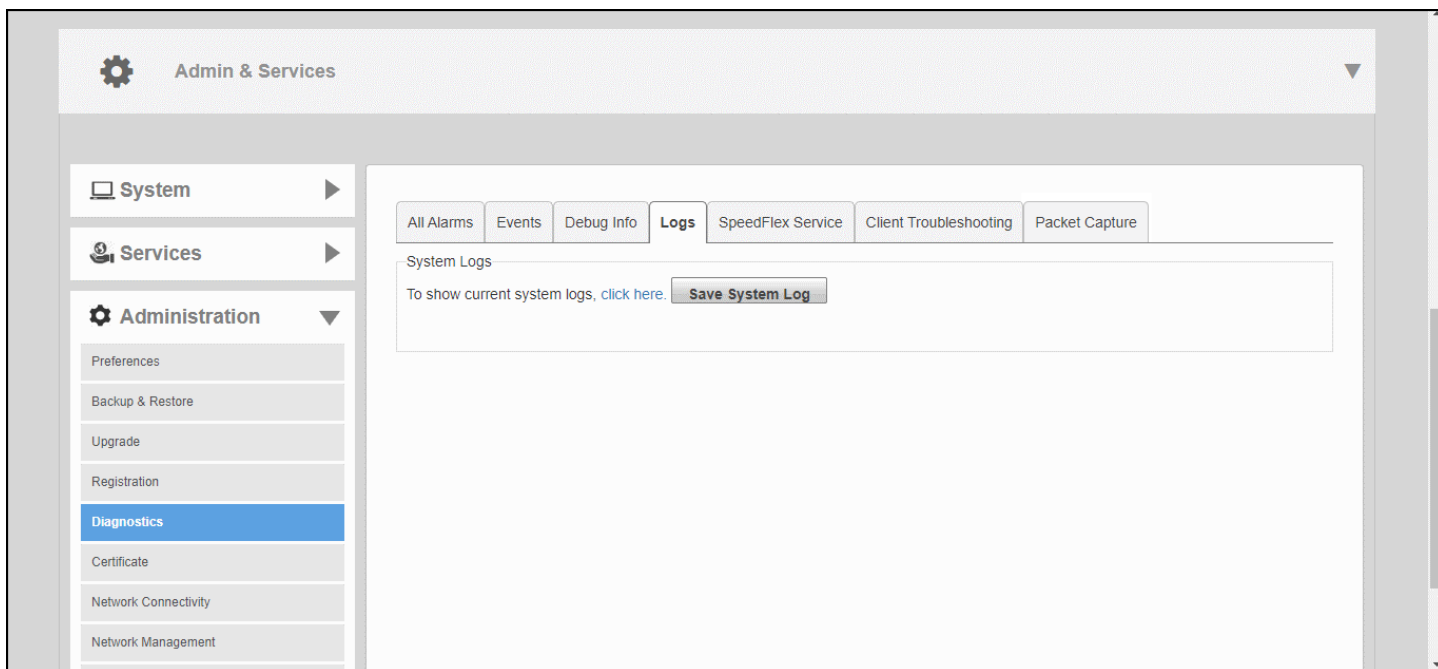 Admin & Services
System
Services
Administration
Preferences
Backup & Restore
Upgrade
Registration
Diagnostics
Certificate
Network Connectivity
Network Management
All Alarms Events Debug Info Logs SpeedFlex Service Client Troubleshooting Packet Capture
System Logs
To show current system logs, click here. Save System Log